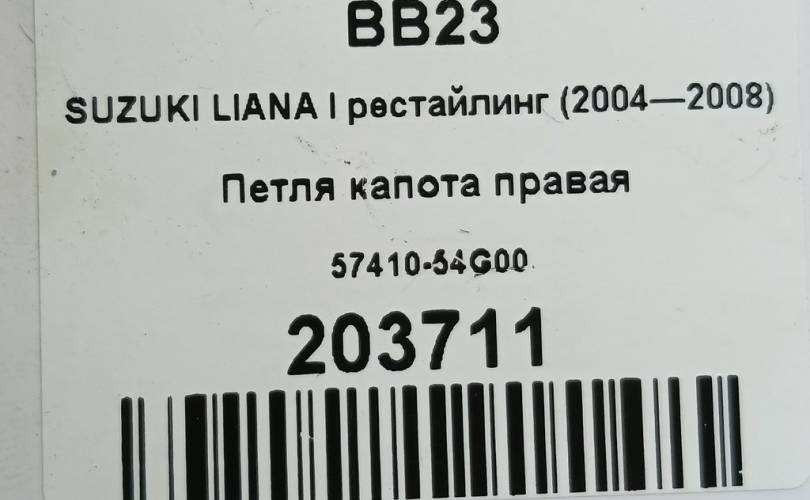 BB23
SUZUKI LIANA I рестайлинг (2004—2008)
Петля капота правая
57410-54G00
203711